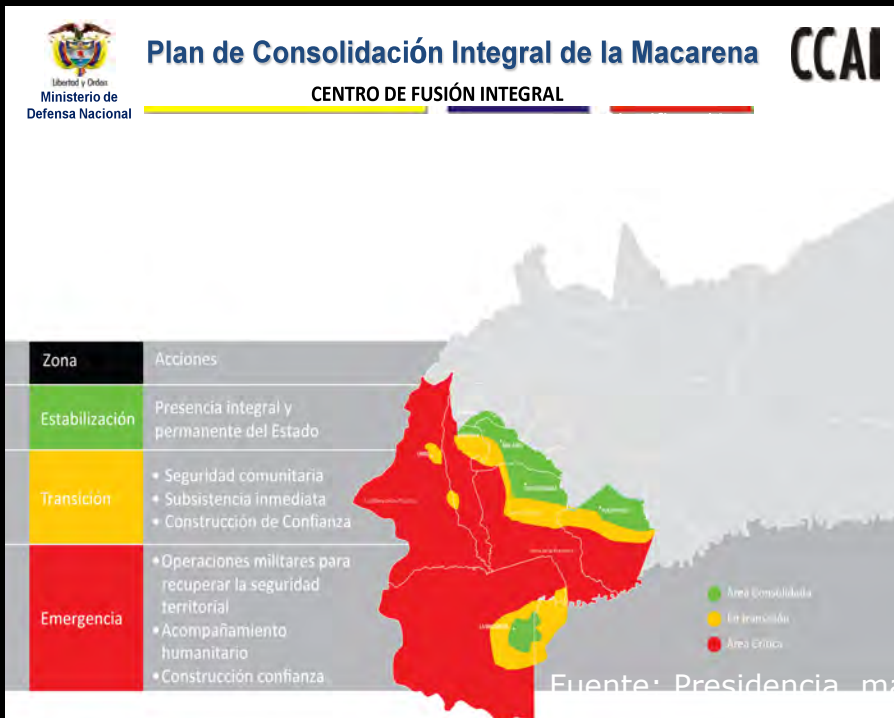 Plan de Consolidación Integral de la Macarena
CCAI
Libertad y Orden
Ministerio de
Defensa Nacional
CENTRO DE FUSIÓN INTEGRAL
Zona
Acciones
Estabilización
Presencia integral y
permanente del Estado
Transición
• Seguridad comunitaria
• Subsistencia inmediata
• Construcción de Confianza
Emergencia
• Operaciones militares para
recuperar la seguridad
territorial
• Acompañamiento
humanitario
• Construcción confianza
Área Consolidada
En transición
Área Crítica
Fuente: Presidencia, ma